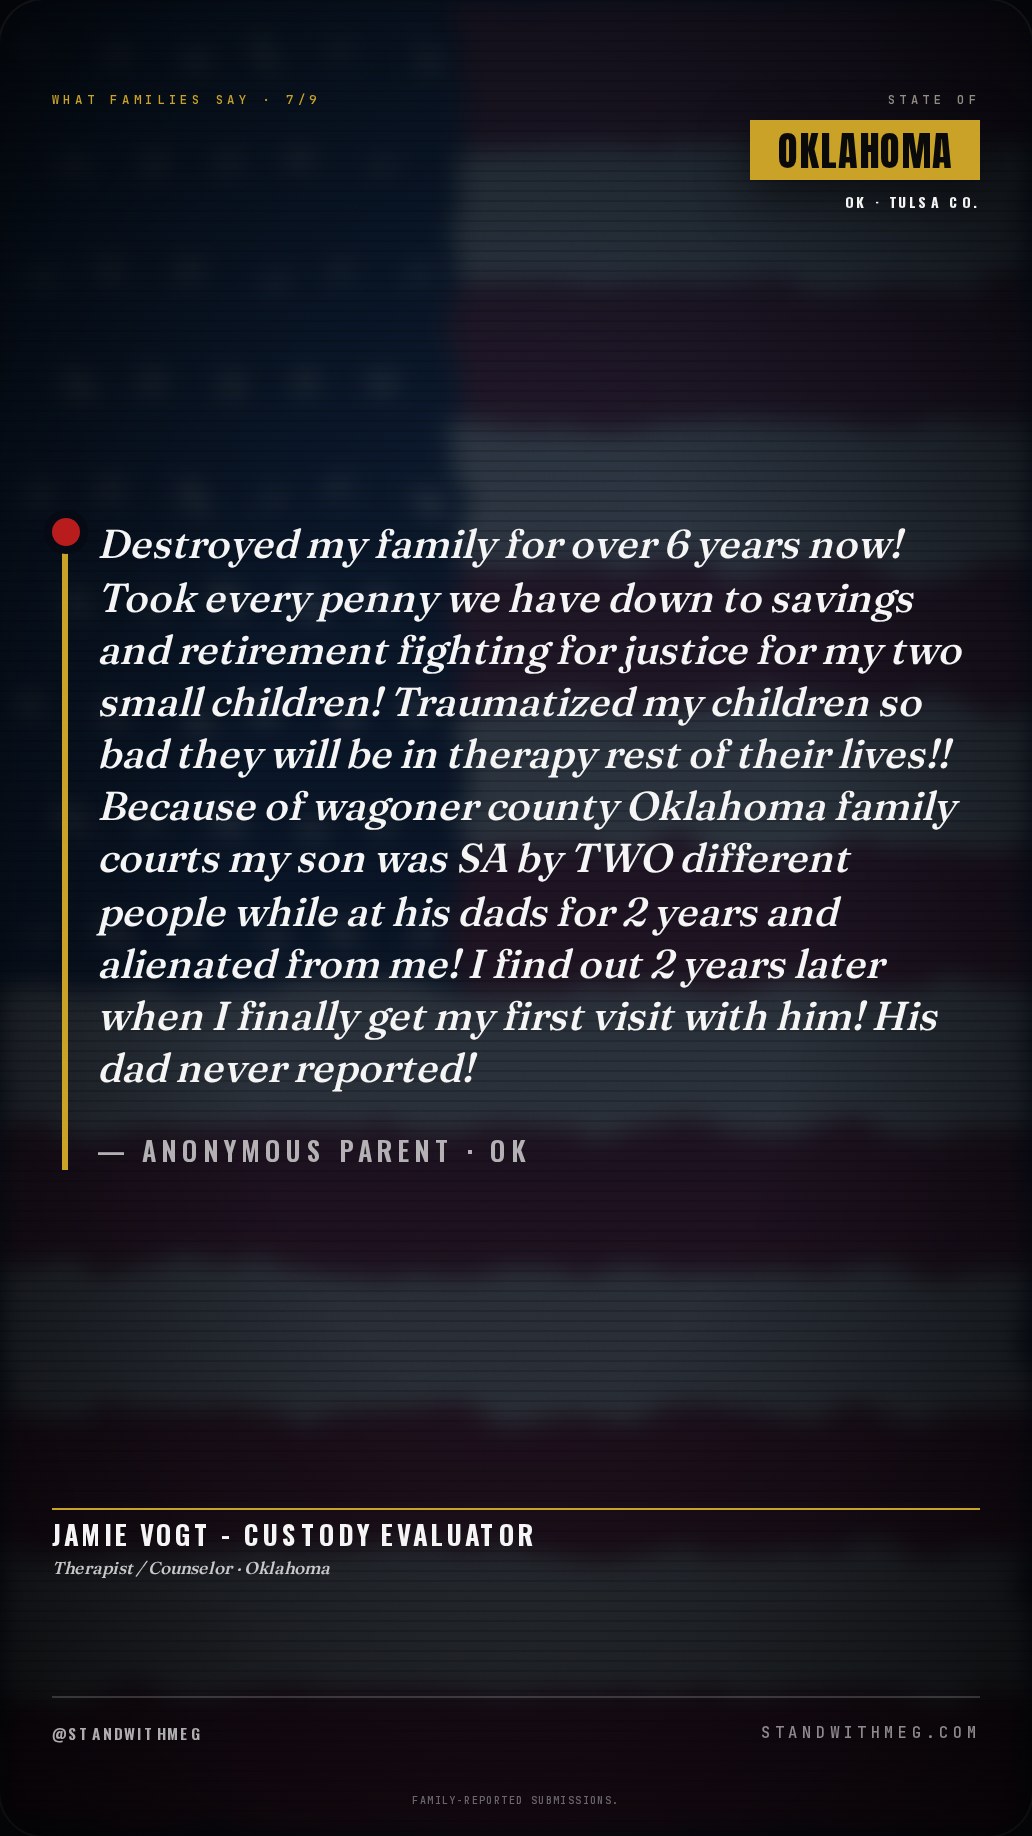 WHAT FAMILIES SAY · 7/9
STATE OF
OKLAHOMA
OK · TULSA CO.
Destroyed my family for over 6 years now!
Took every penny we have down to savings
and retirement fighting for justice for my two
small children! Traumatized my children so
bad they will be in therapy rest of their lives!!
Because of wagoner county Oklahoma family
courts my son was SA by TWO different
people while at his dads for 2 years and
alienated from me! I find out 2 years later
when I finally get my first visit with him! His
dad never reported!
— ANONYMOUS PARENT · OK
JAMIE VOGT - CUSTODY EVALUATOR
Therapist / Counselor · Oklahoma
@STANDWITHMEG
STANDWITHMEG.COM
FAMILY-REPORTED SUBMISSIONS.